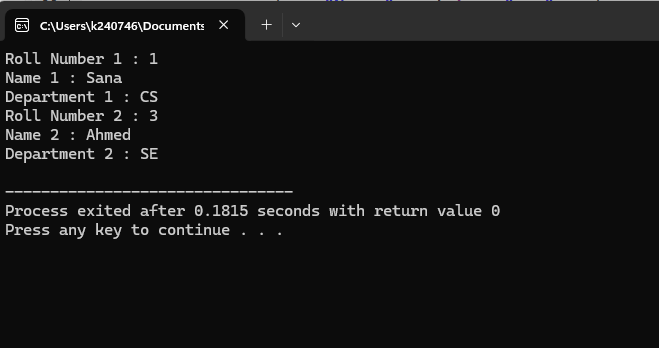 C:\Users\k240746\Documents
Roll Number 1 : 1
Name 1 : Sana
Department 1 : CS
Roll Number 2 : 3
Name 2 : Ahmed
Department 2 : SE
--------------------------------
Process exited after 0.1815 seconds with return value 0
Press any key to continue . . .